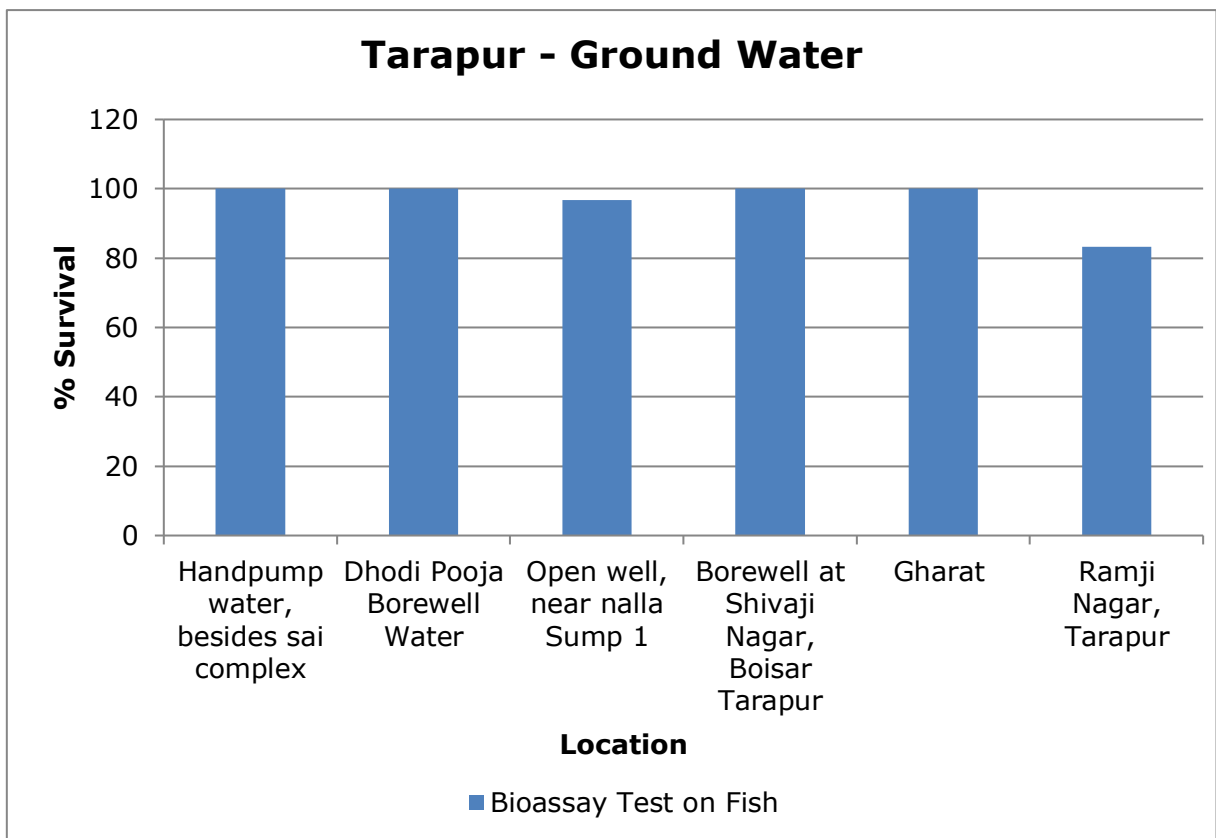 Tarapur - Ground Water
120
100
80
60
40
20
0
% Survival
Handpump
water,
besides sai
complex
Dhodi Pooja
Borewell
Water
Open well,
near nalla
Sump 1
Borewell at
Shivaji
Nagar,
Boisar
Tarapur
Gharat
Ramji
Nagar,
Tarapur
Location
Bioassay Test on Fish